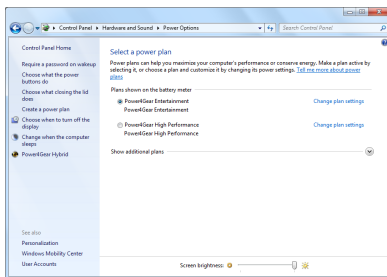 Control Panel ▸ Hardware and Sound ▸ Power Options
Search Control Panel
Control Panel Home
Require a password on wakeup
Choose what the power
buttons do
Choose what closing the lid
does
Create a power plan
Choose when to turn off the
display
Change when the computer
sleeps
Power4Gear Hybrid
See also
Personalization
Windows Mobility Center
User Accounts
Select a power plan
Power plans can help you maximize your computer's performance or conserve energy. Make a plan active by
selecting it, or choose a plan and customize it by changing its power settings. Tell me more about power
plans
Plans shown on the battery meter
Power4Gear Entertainment Change plan settings
Power4Gear Entertainment
Power4Gear High Performance Change plan settings
Power4Gear High Performance
Show additional plans
Screen brightness: